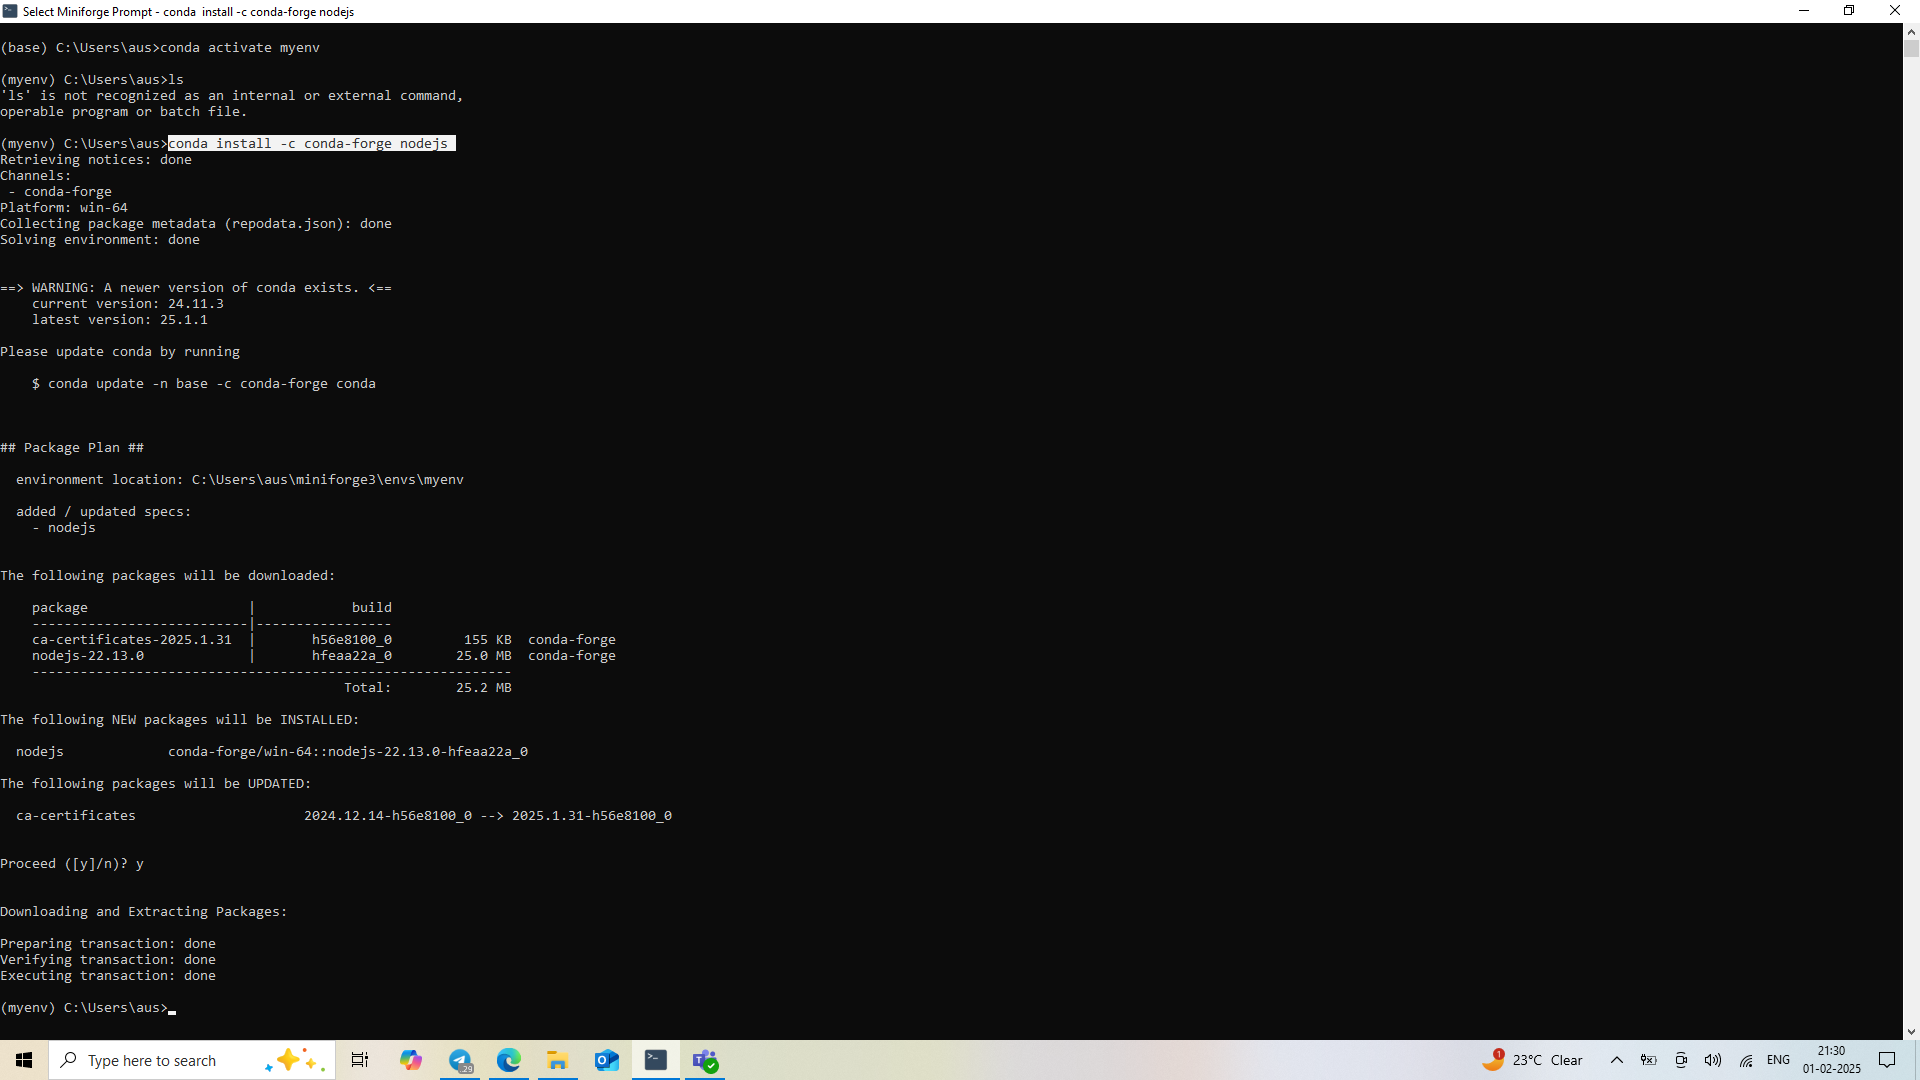 Select Miniforge Prompt - conda  install -c conda-forge nodejs
(base) C:\Users\aus>conda activate myenv
(myenv) C:\Users\aus>ls
'ls' is not recognized as an internal or external command,
operable program or batch file.
(myenv) C:\Users\aus>conda install -c conda-forge nodejs
Retrieving notices: done
Channels:
 - conda-forge
Platform: win-64
Collecting package metadata (repodata.json): done
Solving environment: done
==> WARNING: A newer version of conda exists. <==
    current version: 24.11.3
    latest version: 25.1.1
Please update conda by running
    $ conda update -n base -c conda-forge conda
## Package Plan ##
  environment location: C:\Users\aus\miniforge3\envs\myenv
  added / updated specs:
    - nodejs
The following packages will be downloaded:
    package                    |            build
    ---------------------------|-----------------
    ca-certificates-2025.1.31  |       h56e8100_0         155 KB  conda-forge
    nodejs-22.13.0             |       hfeaa22a_0        25.0 MB  conda-forge
    ------------------------------------------------------------
                                           Total:        25.2 MB
The following NEW packages will be INSTALLED:
  nodejs             conda-forge/win-64::nodejs-22.13.0-hfeaa22a_0
The following packages will be UPDATED:
  ca-certificates                     2024.12.14-h56e8100_0 --> 2025.1.31-h56e8100_0
Proceed ([y]/n)? y
Downloading and Extracting Packages:
Preparing transaction: done
Verifying transaction: done
Executing transaction: done
(myenv) C:\Users\aus>
Type here to search
.29
1
23°C Clear
ENG
21:30
01-02-2025